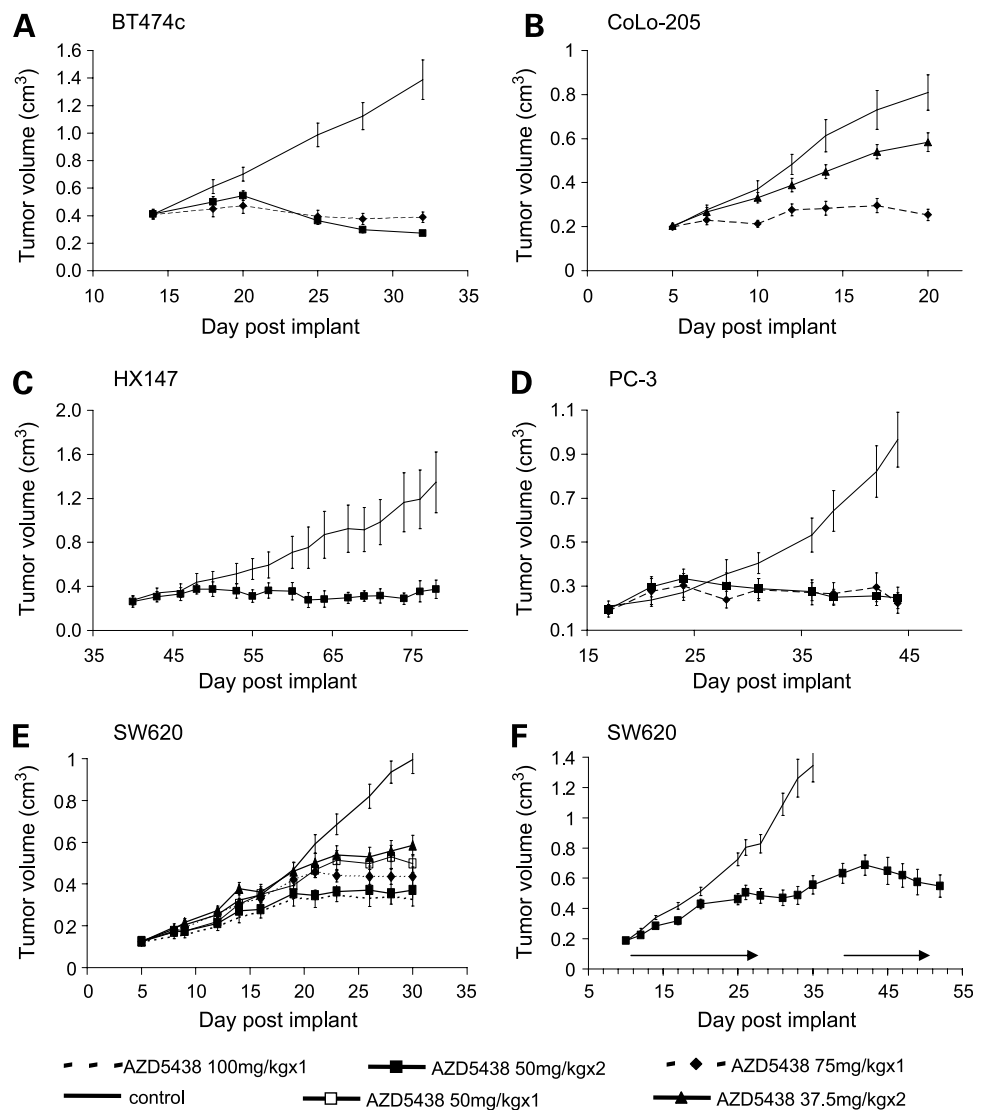 A BT474c
Tumor volume (cm³)
1.6
1.4
1.2
1.0
0.8
0.6
0.4
0.2
0.0
10 15 20 25 30 35
Day post implant
B CoLo-205
Tumor volume (cm³)
1
0.8
0.6
0.4
0.2
0
0 5 10 15 20
Day post implant
C HX147
Tumor volume (cm³)
2.0
1.6
1.2
0.8
0.4
0.0
35 45 55 65 75
Day post implant
D PC-3
Tumor volume (cm³)
1.1
0.9
0.7
0.5
0.3
0.1
15 25 35 45
Day post implant
E SW620
Tumor volume (cm³)
1
0.8
0.6
0.4
0.2
0
0 5 10 15 20 25 30 35
Day post implant
F SW620
Tumor volume (cm³)
1.4
1.2
1
0.8
0.6
0.4
0.2
0
5 15 25 35 45 55
Day post implant
AZD5438 100mg/kgx1
AZD5438 50mg/kgx2
AZD5438 75mg/kgx1
control
AZD5438 50mg/kgx1
AZD5438 37.5mg/kgx2